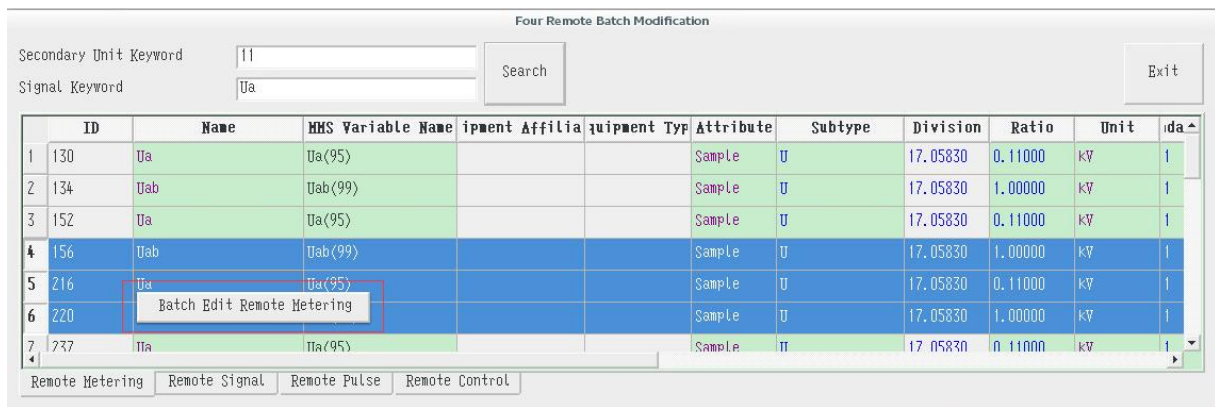 Four Remote Batch Modification
Secondary Unit Keyword 11
Search
Exit
Signal Keyword Ua
ID Name MMS Variable Name ipment Affilia quipment Typ Attribute Subtype Division Ratio Unit da
1 130 Ua Ua(95) Sample U 17.05830 0.11000 kV 1
2 134 Uab Uab(99) Sample U 17.05830 1.00000 kV 1
3 152 Ua Ua(95) Sample U 17.05830 0.11000 kV 1
4 156 Uab Uab(99) Sample U 17.05830 1.00000 kV 1
5 216 Ua Ua(95) Sample U 17.05830 0.11000 kV 1
Batch Edit Remote Metering
6 220 Sample U 17.05830 1.00000 kV 1
7 237 Ua Ua(95) Sample U 17.05830 0.11000 kV 1
Remote Metering Remote Signal Remote Pulse Remote Control